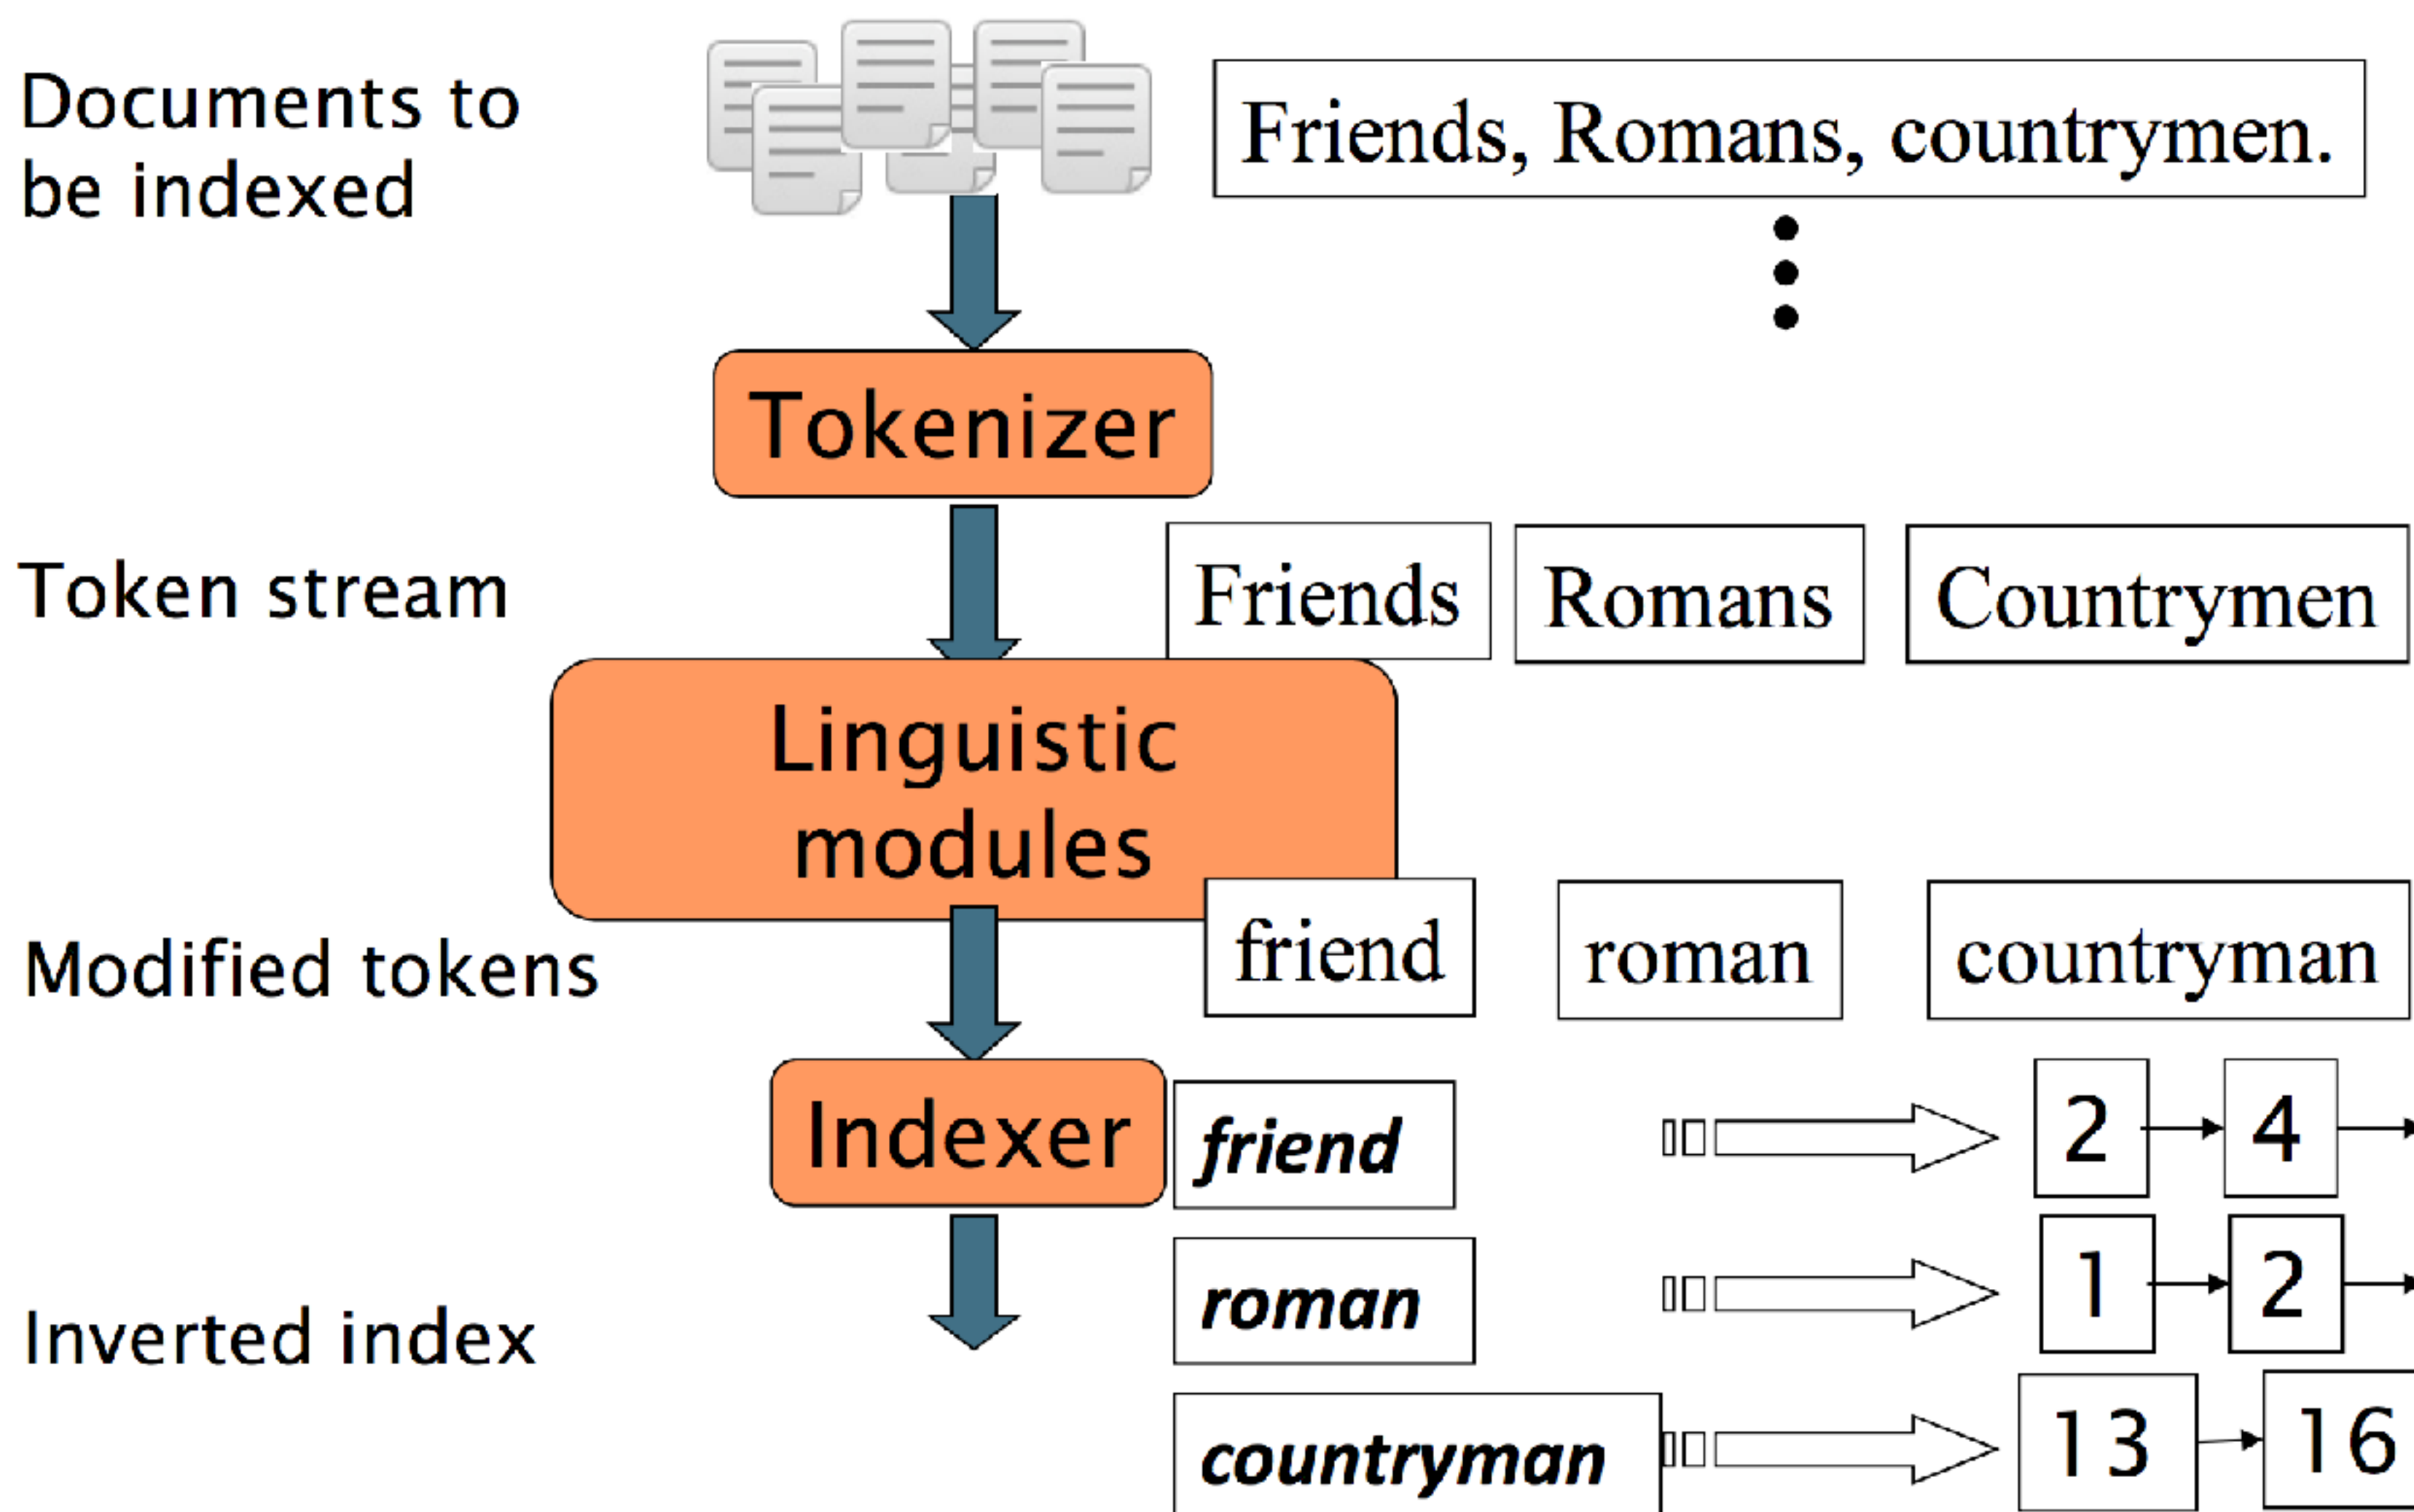 Documents to
be indexed
Friends, Romans, countrymen.
Tokenizer
Token stream
Friends
Romans
Countrymen
Linguistic
modules
Modified tokens
friend
roman
countryman
Indexer
friend
2
4
roman
1
2
Inverted index
countryman
13
16